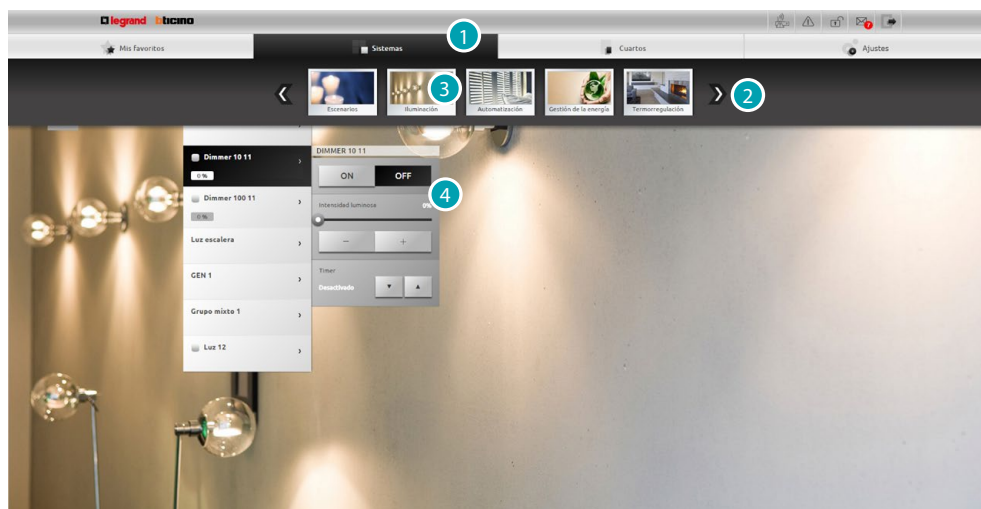 legrand bticino
7
Mis favoritos
Sistemas
1
Cuartos
Ajustes
Escenarios
Iluminación
3
Automatización
Gestión de la energía
Termorregulación
2
Dimmer 10 11
0 %
Dimmer 100 11
0 %
Luz escalera
GEN 1
Grupo mixto 1
Luz 12
DIMMER 10 11
ON OFF
4
Intensidad luminosa 0%
- +
Timer
Desactivado